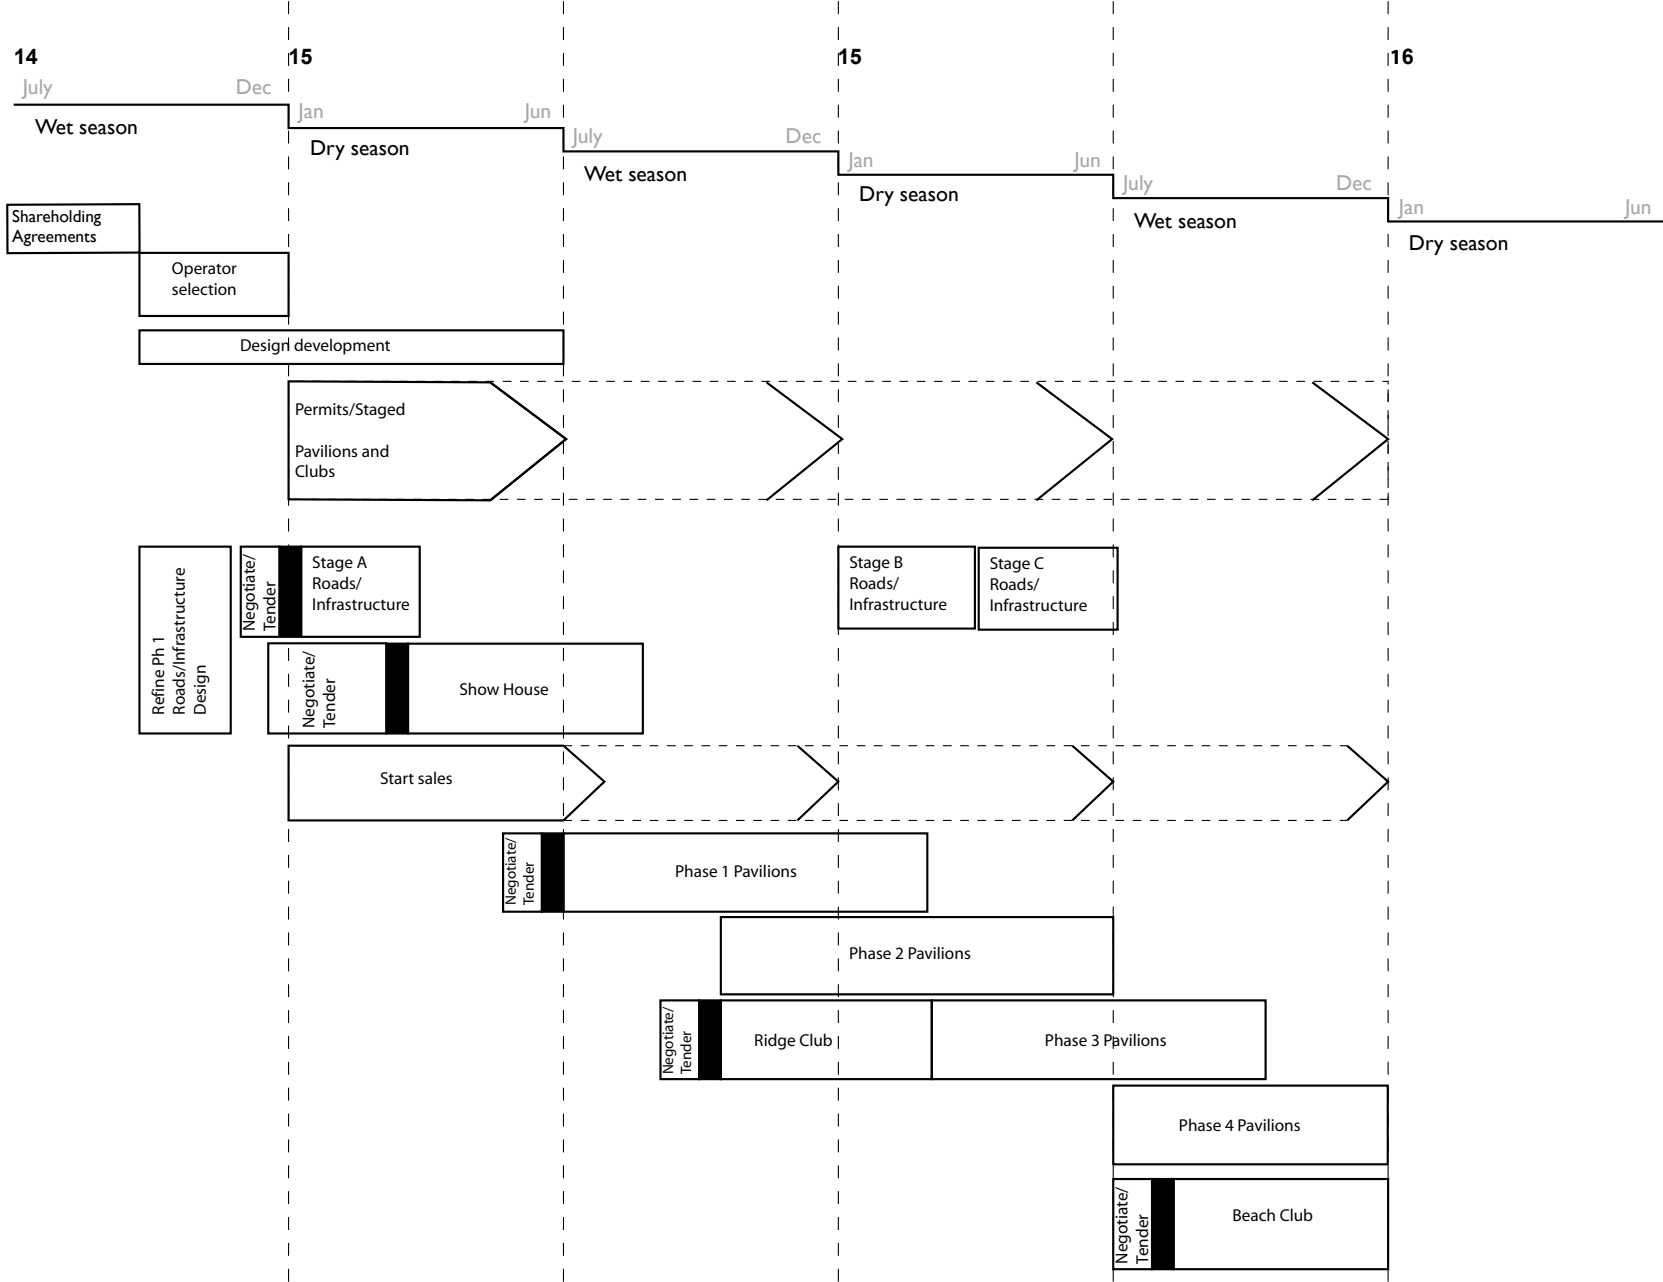 14
15
15
16
July
Dec
Wet season
Jan
Jun
Dry season
July
Dec
Wet season
Jan
Jun
Dry season
July
Dec
Wet season
Jan
Jun
Dry season
Shareholding
Agreements
Operator
selection
Design development
Permits/Staged
Pavilions and
Clubs
Refine Ph 1
Roads/Infrastructure
Design
Negotiate/
Tender
Stage A
Roads/
Infrastructure
Stage B
Roads/
Infrastructure
Stage C
Roads/
Infrastructure
Negotiate/
Tender
Show House
Start sales
Negotiate/
Tender
Phase 1 Pavilions
Phase 2 Pavilions
Negotiate/
Tender
Ridge Club
Phase 3 Pavilions
Phase 4 Pavilions
Negotiate/
Tender
Beach Club